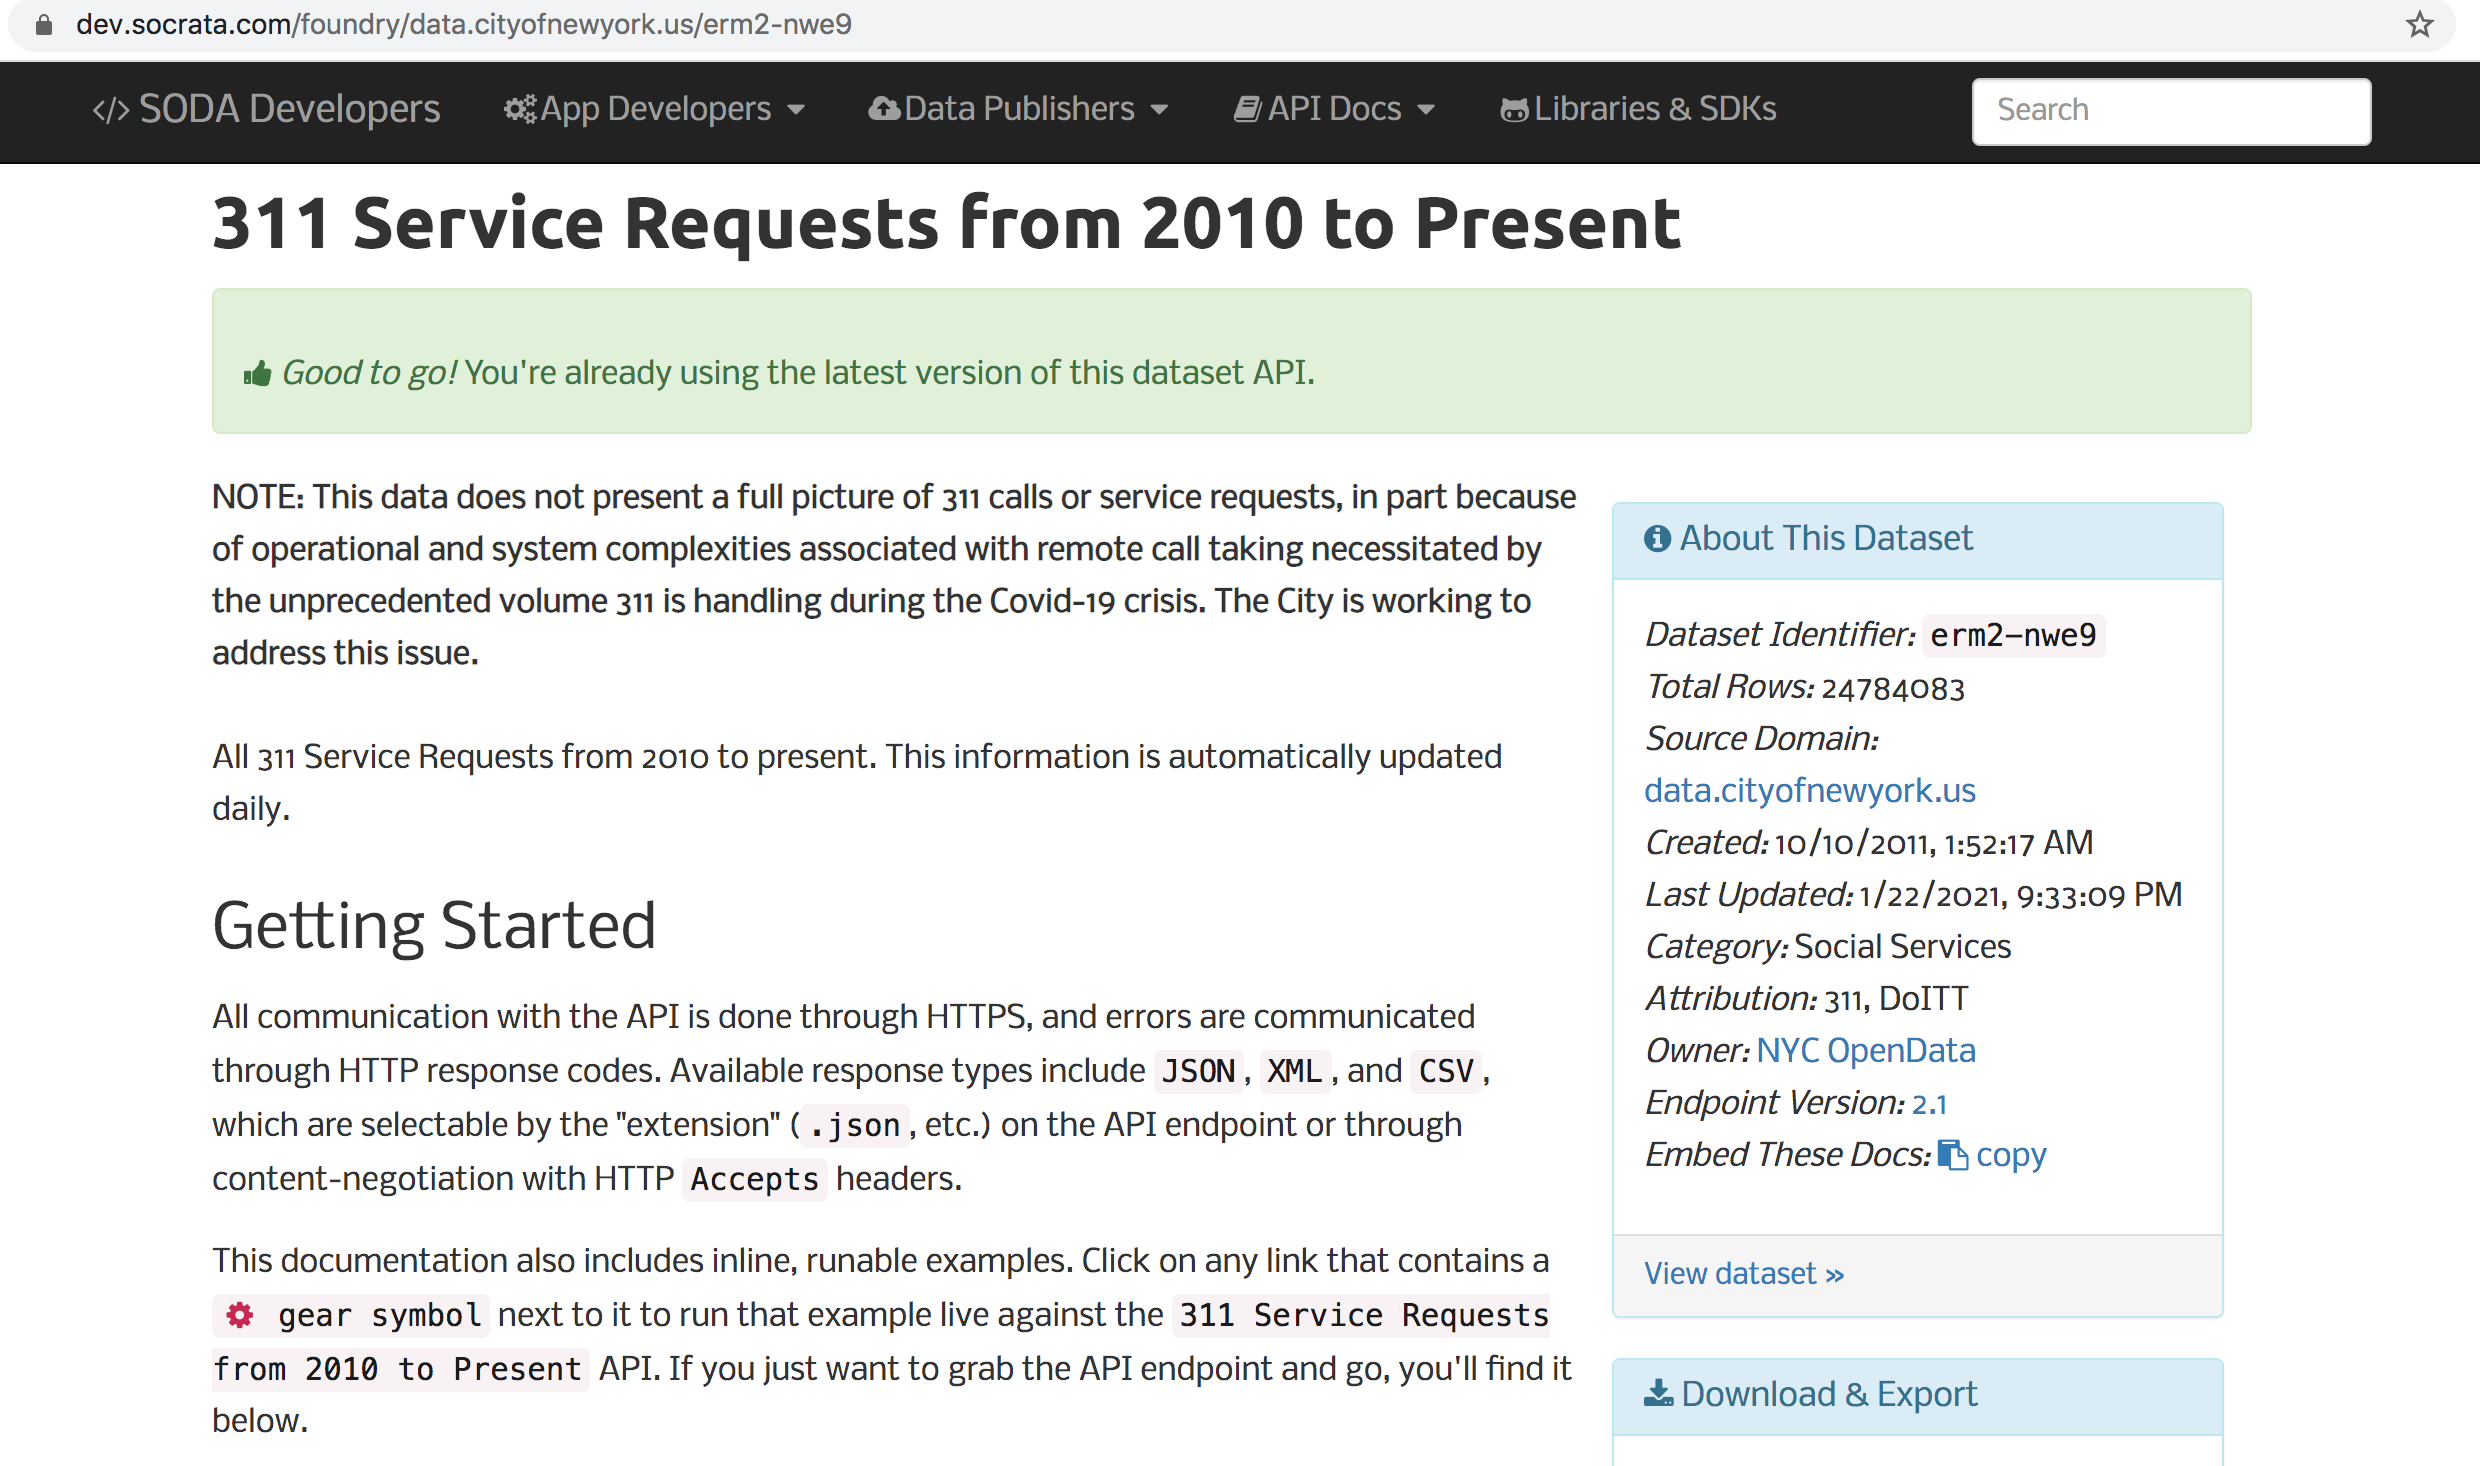 dev.socrata.com/foundry/data.cityofnewyork.us/erm2-nwe9
</> SODA Developers
App Developers
Data Publishers
API Docs
Libraries & SDKs
Search
311 Service Requests from 2010 to Present
Good to go! You're already using the latest version of this dataset API.
NOTE: This data does not present a full picture of 311 calls or service requests, in part because
of operational and system complexities associated with remote call taking necessitated by
the unprecedented volume 311 is handling during the Covid-19 crisis. The City is working to
address this issue.
All 311 Service Requests from 2010 to present. This information is automatically updated
daily.
Getting Started
All communication with the API is done through HTTPS, and errors are communicated
through HTTP response codes. Available response types include JSON, XML, and CSV,
which are selectable by the "extension" (.json, etc.) on the API endpoint or through
content-negotiation with HTTP Accepts headers.
This documentation also includes inline, runable examples. Click on any link that contains a
gear symbol next to it to run that example live against the 311 Service Requests
from 2010 to Present API. If you just want to grab the API endpoint and go, you'll find it
below.
About This Dataset
Dataset Identifier: erm2-nwe9
Total Rows: 24784083
Source Domain:
data.cityofnewyork.us
Created: 10/10/2011, 1:52:17 AM
Last Updated: 1/22/2021, 9:33:09 PM
Category: Social Services
Attribution: 311, DoITT
Owner: NYC OpenData
Endpoint Version: 2.1
Embed These Docs: copy
View dataset »
Download & Export